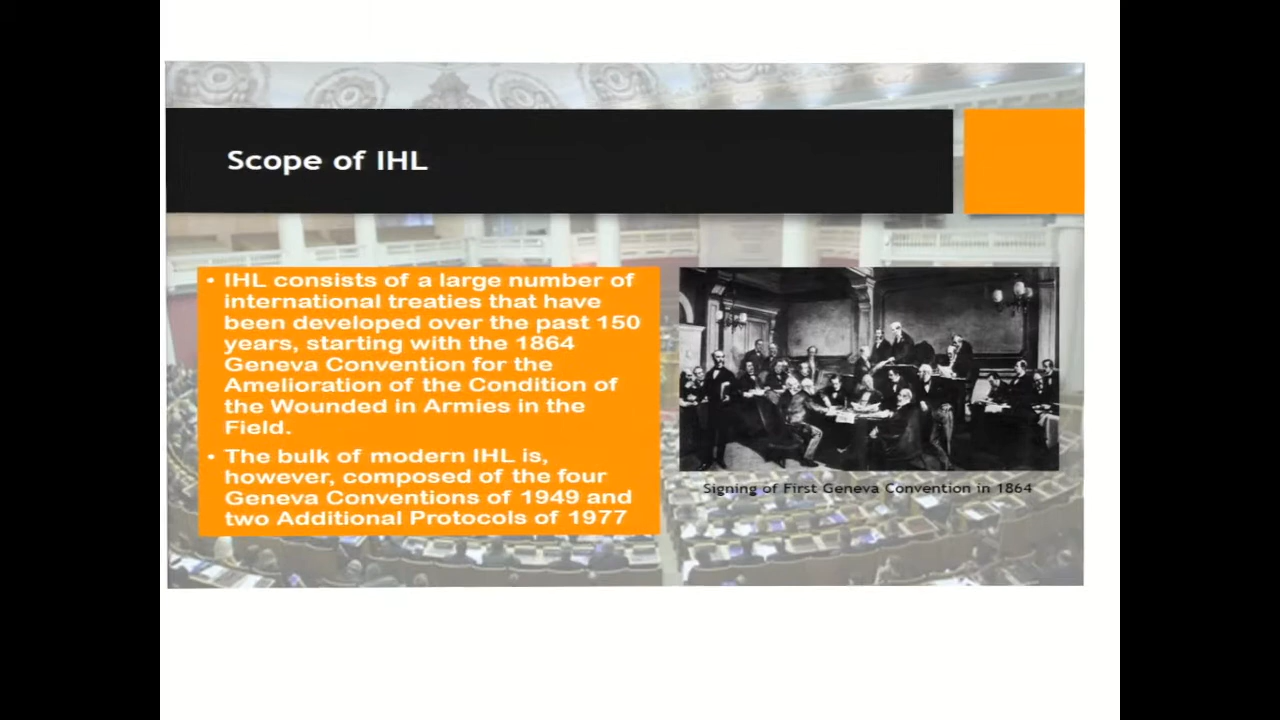 Scope of IHL
• IHL consists of a large number of
international treaties that have
been developed over the past 150
years, starting with the 1864
Geneva Convention for the
Amelioration of the Condition of
the Wounded in Armies in the
Field.
• The bulk of modern IHL is,
however, composed of the four
Geneva Conventions of 1949 and
two Additional Protocols of 1977
Signing of First Geneva Convention in 1864